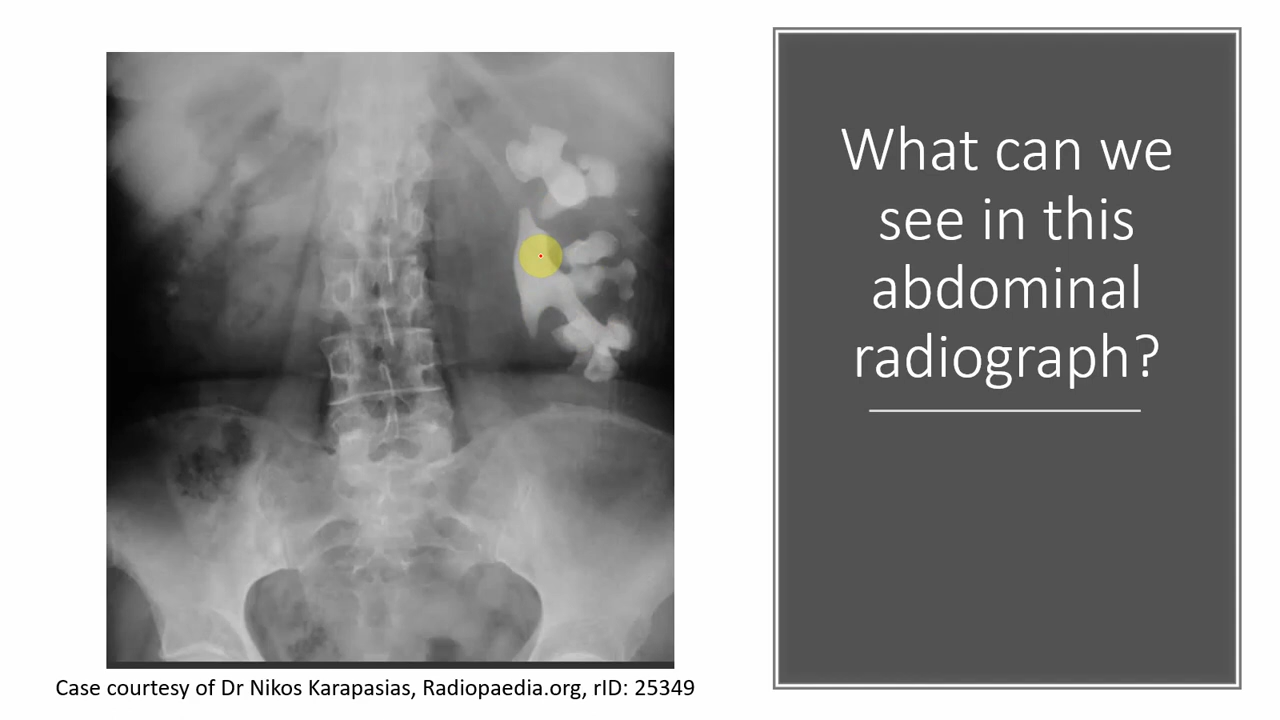 What can we
see in this
abdominal
radiograph?
Case courtesy of Dr Nikos Karapasias, Radiopaedia.org, rID: 25349